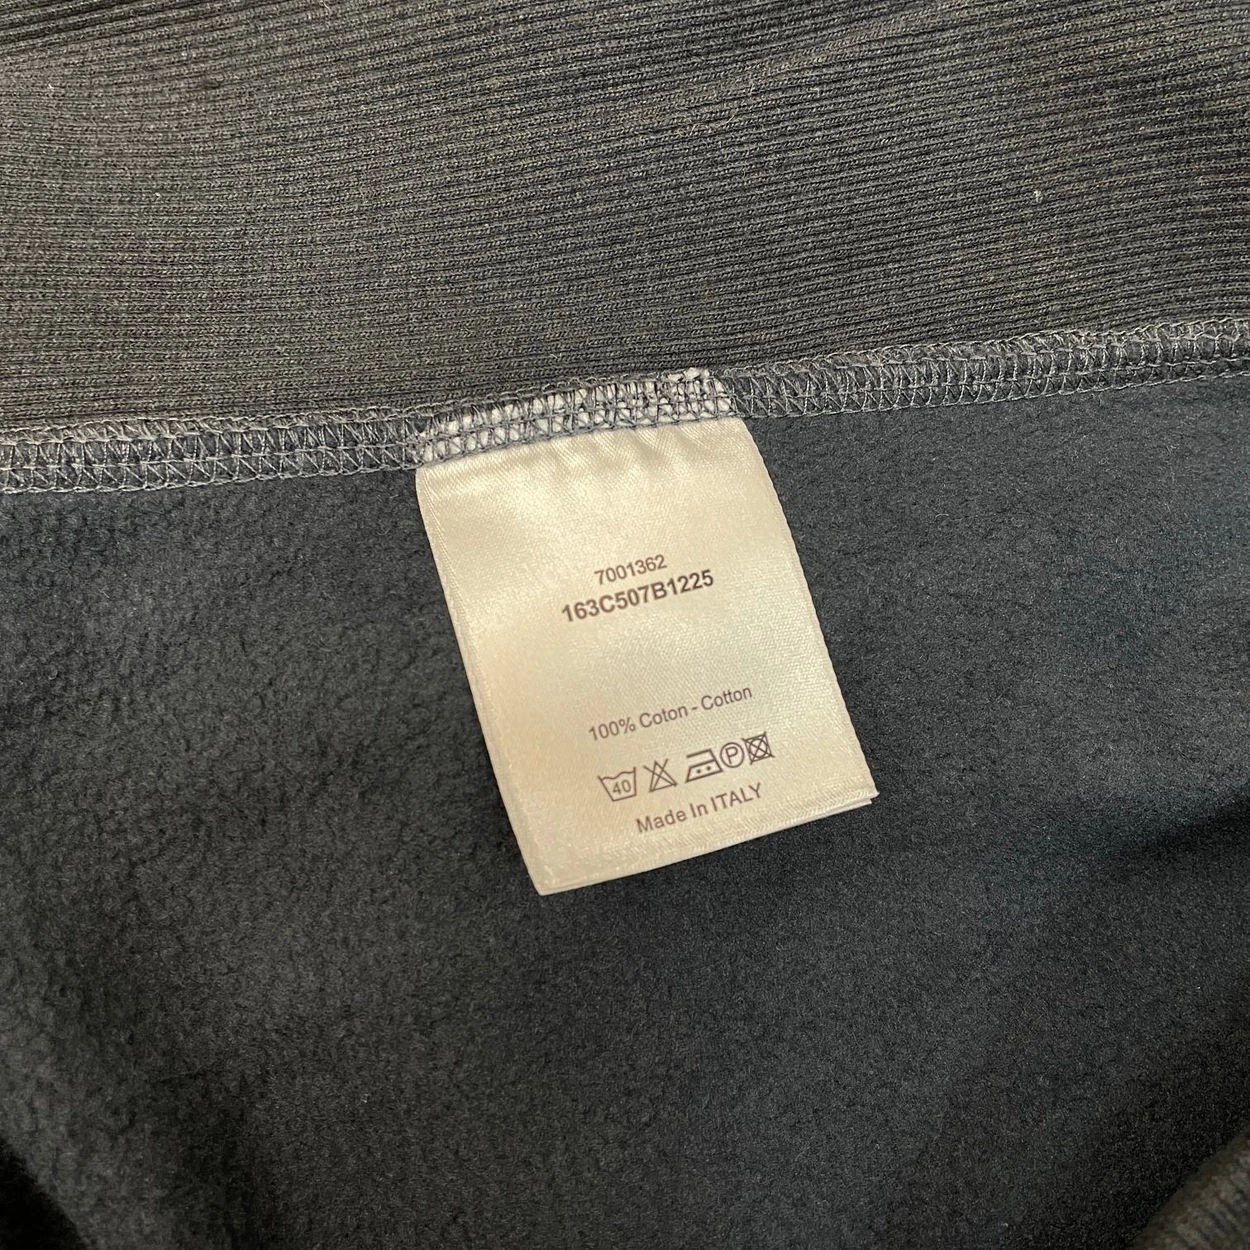 7001362
163C507B1225
100% Coton - Cotton
40 P
Made In ITALY